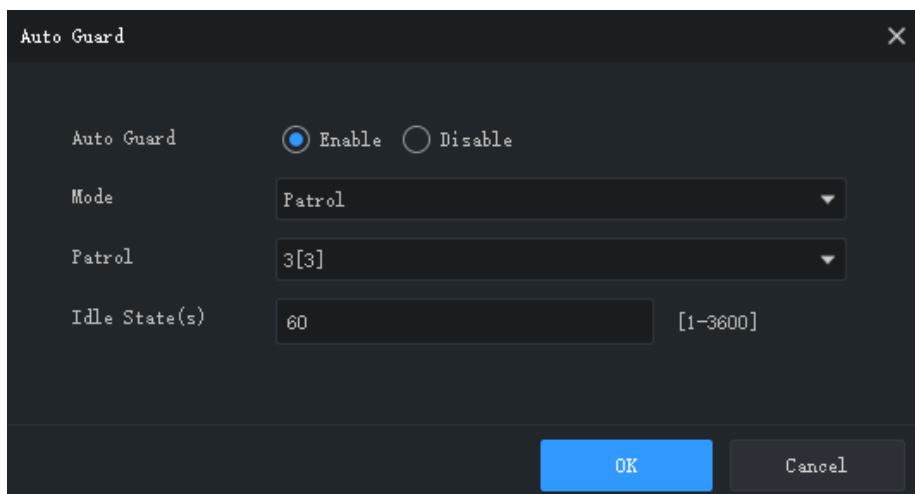 Auto Guard
Auto Guard Enable Disable
Mode Patrol
Patrol 3[3]
Idle State(s) 60 [1-3600]
OK Cancel